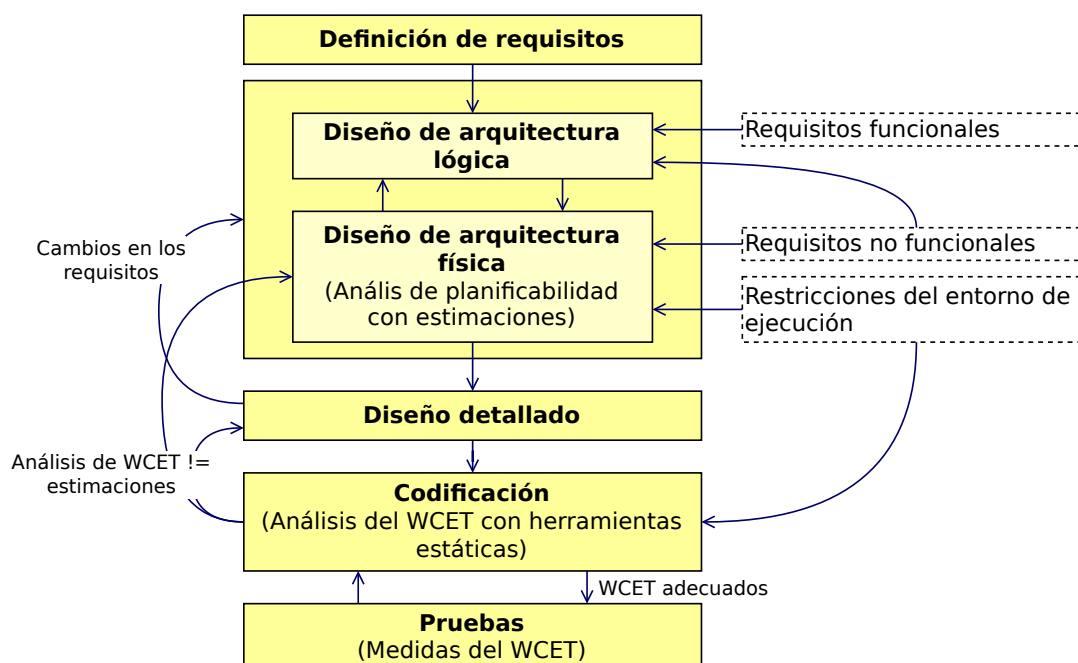 Definición de requisitos
Diseño de arquitectura
lógica
Requisitos funcionales
Diseño de arquitectura
física
(Anális de planificabilidad
con estimaciones)
Requisitos no funcionales
Restricciones del entorno de
ejecución
Cambios en los
requisitos
Diseño detallado
Análisis de WCET !=
estimaciones
Codificación
(Análisis del WCET con herramientas
estáticas)
WCET adecuados
Pruebas
(Medidas del WCET)